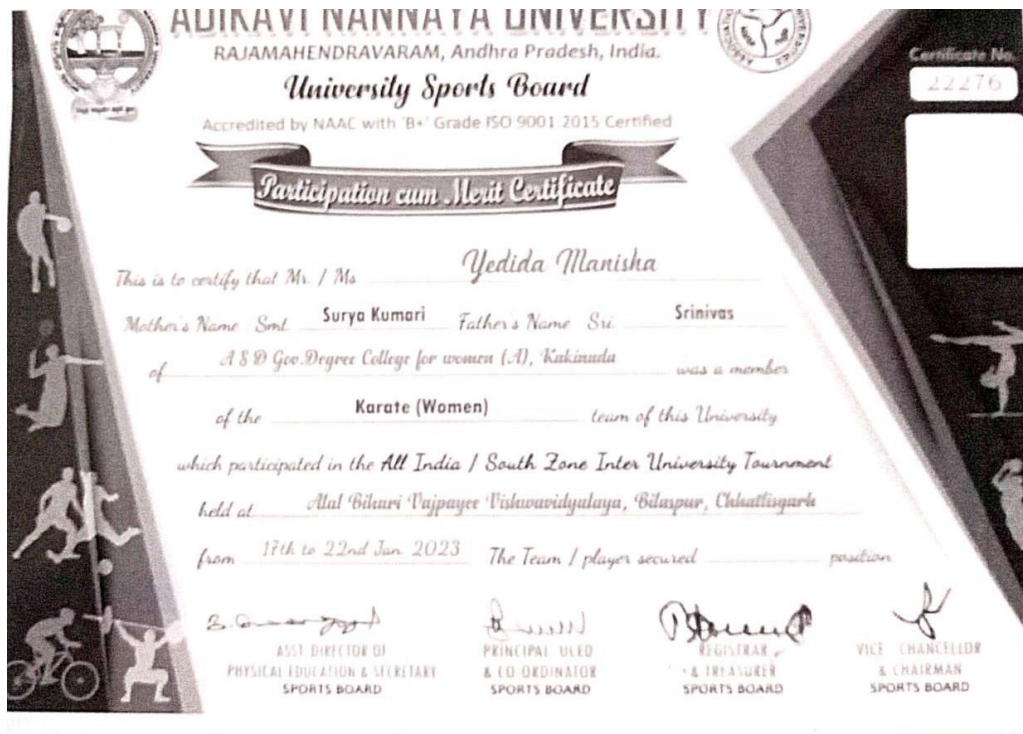 ADIKAVI NANNAYA UNIVERSITY
RAJAMAHENDRAVARAM, Andhra Pradesh, India.
University Sports Board
Accredited by NAAC with 'B+' Grade ISO 9001 2015 Certified
Certificate No.
22276
Participation cum Merit Certificate
This is to certify that Mr. / Ms Yedida Manisha
Mother's Name Smt. Surya Kumari Father's Name Sri. Srinivas
of A S D Gov.Degree College for women (A), Kakinada was a member
of the Karate (Women) team of this University
which participated in the All India / South Zone Inter University Tournment
held at Atal Bihari Vajpayee Vishwavidyalaya, Bilaspur, Chhattisgarh
from 17th to 22nd Jan 2023 The Team / player secured position
ASST DIRECTOR OF PRINCIPAL UCED REGISTRAR VICE CHANCELLOR
PHYSICAL EDUCATION & SECRETARY & CO ORDINATOR & TREASURER & CHAIRMAN
SPORTS BOARD SPORTS BOARD SPORTS BOARD SPORTS BOARD